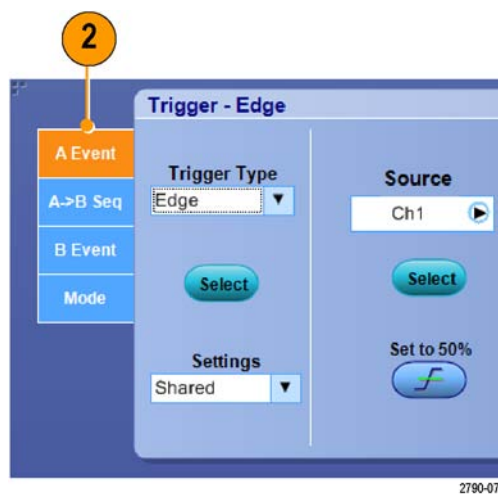 2
Trigger - Edge
A Event
A->B Seq
B Event
Mode
Trigger Type
Edge
Select
Settings
Shared
Source
Ch1
Select
Set to 50%
2790-07